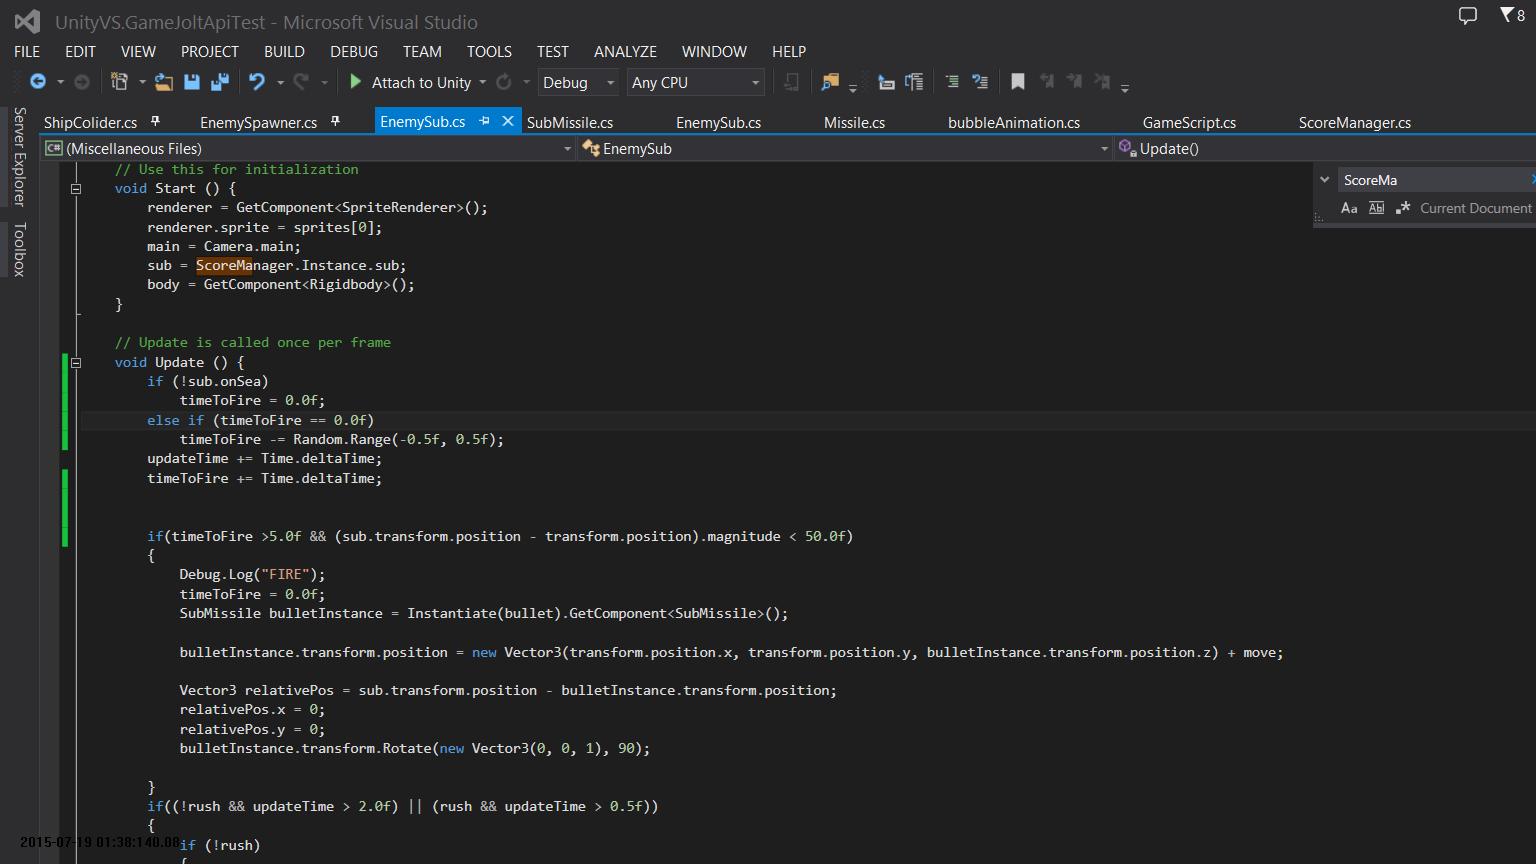 UnityVS.GameJoltApiTest - Microsoft Visual Studio
8
FILE EDIT VIEW PROJECT BUILD DEBUG TEAM TOOLS TEST ANALYZE WINDOW HELP
Attach to Unity Debug Any CPU
Server Explorer
Toolbox
ShipColider.cs EnemySpawner.cs EnemySub.cs SubMissile.cs EnemySub.cs Missile.cs bubbleAnimation.cs GameScript.cs ScoreManager.cs
C# (Miscellaneous Files) EnemySub Update()
ScoreMa
Aa Abl .* Current Document
// Use this for initialization
void Start () {
renderer = GetComponent<SpriteRenderer>();
renderer.sprite = sprites[0];
main = Camera.main;
sub = ScoreManager.Instance.sub;
body = GetComponent<Rigidbody>();
}
// Update is called once per frame
void Update () {
if (!sub.onSea)
timeToFire = 0.0f;
else if (timeToFire == 0.0f)
timeToFire -= Random.Range(-0.5f, 0.5f);
updateTime += Time.deltaTime;
timeToFire += Time.deltaTime;
if(timeToFire >5.0f && (sub.transform.position - transform.position).magnitude < 50.0f)
{
Debug.Log("FIRE");
timeToFire = 0.0f;
SubMissile bulletInstance = Instantiate(bullet).GetComponent<SubMissile>();
bulletInstance.transform.position = new Vector3(transform.position.x, transform.position.y, bulletInstance.transform.position.z) + move;
Vector3 relativePos = sub.transform.position - bulletInstance.transform.position;
relativePos.x = 0;
relativePos.y = 0;
bulletInstance.transform.Rotate(new Vector3(0, 0, 1), 90);
}
if((!rush && updateTime > 2.0f) || (rush && updateTime > 0.5f))
{
if (!rush)
{
2015-07-19 01:38:140.08